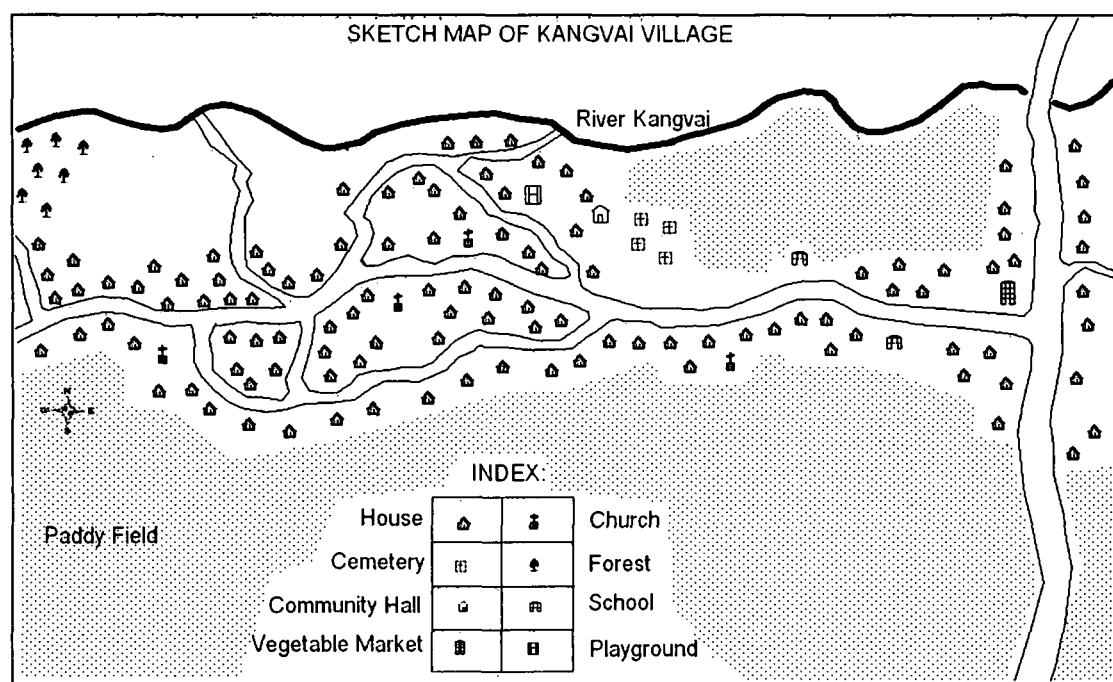 SKETCH MAP OF KANGVAI VILLAGE
River Kangvai
N
W E
S
INDEX:
House Church
Paddy Field
Cemetery Forest
Community Hall School
Vegetable Market Playground